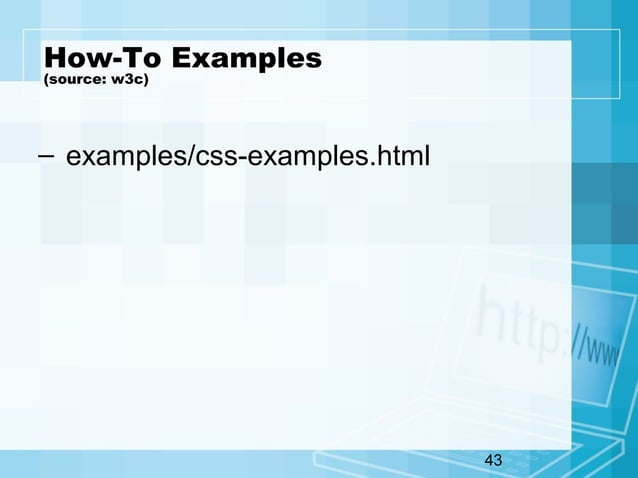 How-To Examples
(source: w3c)
– examples/css-examples.html
http://www
43